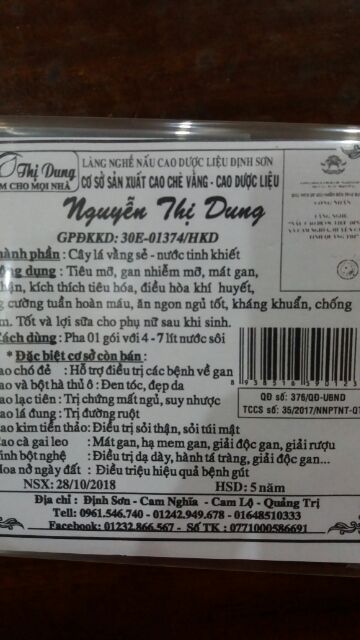 Thị Dung
LÀNG NGHỀ NẤU CAO DƯỢC LIỆU ĐỊNH SƠN
M CHO MỌI NHÀ
CƠ SỞ SẢN XUẤT CAO CHÈ VẰNG - CAO DƯỢC LIỆU
Nguyễn Thị Dung
GPĐKKD: 30E-01374/HKD
hành phần : Cây lá vằng sẻ - nước tinh khiết
ông dụng : Tiêu mỡ, gan nhiễm mỡ, mát gan,
hận, kích thích tiêu hóa, điều hòa khí huyết,
g cường tuần hoàn máu, ăn ngon ngủ tốt, kháng khuẩn, chống
m. Tốt và lợi sữa cho phụ nữ sau khi sinh.
Cách dùng : Pha 01 gói với 4 - 7 lít nước sôi
* Đặc biệt cơ sở còn bán :
ao chó đẻ : Hỗ trợ điều trị các bệnh về gan
ao và bột hà thủ ô : Đen tóc, đẹp da
ao lạc tiên : Trị chứng mất ngủ, suy nhược
ao lá đung : Trị đường ruột
ao kim tiền thảo: Điều trị sỏi thận, sỏi túi mật
ao cà gai leo : Mát gan, hạ mem gan, giải độc gan, giải rượu
inh bột nghệ : Điều trị dạ dày, hành tá tràng, giải độc gan...
Hoa nở ngày đất : Điều triệu hiệu quả bệnh gút
QĐ số: 376/QĐ-UBND
TCCS số: 35/2017/NNPTNT-QT
NSX: 28/10/2018 HSD: 5 năm
Địa chỉ : Định Sơn - Cam Nghĩa - Cam Lộ - Quảng Trị
Tell: 0961.546.740 - 01242.949.678 - 01648510333
Facebook: 01232.866.567 - Số TK : 0771000586691